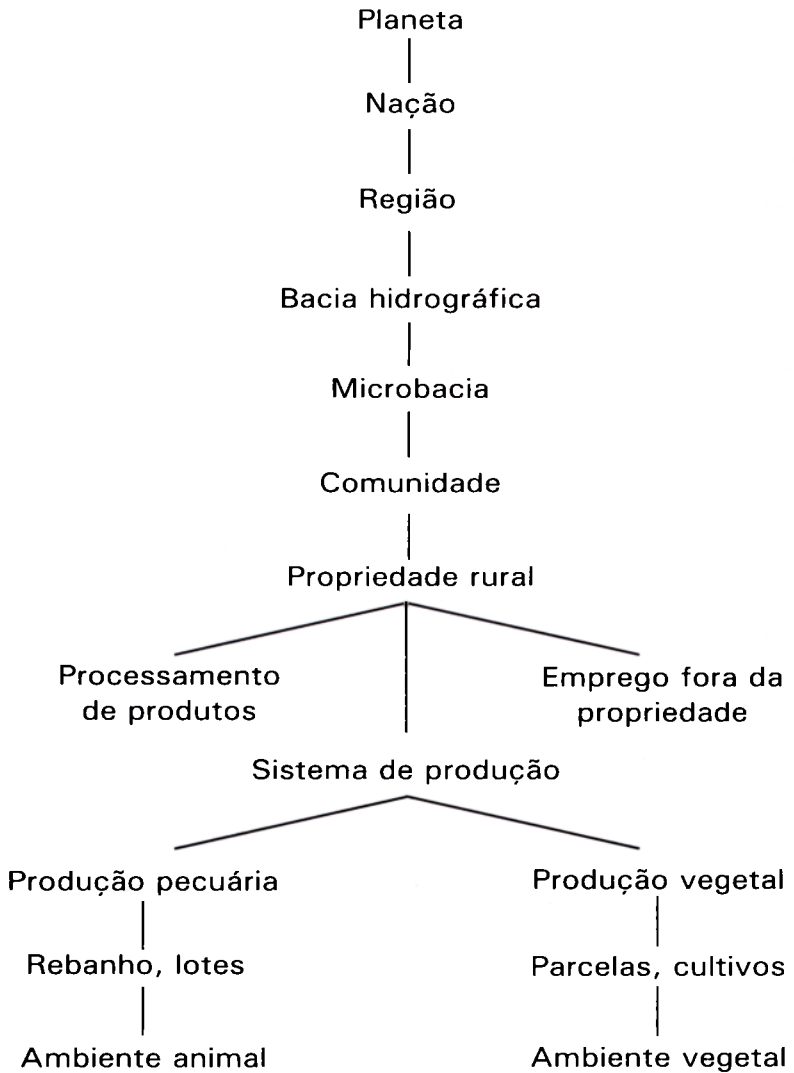 Planeta
Nação
Região
Bacia hidrográfica
Microbacia
Comunidade
Propriedade rural
Processamento
de produtos
Emprego fora da
propriedade
Sistema de produção
Produção pecuária
Produção vegetal
Rebanho, lotes
Parcelas, cultivos
Ambiente animal
Ambiente vegetal